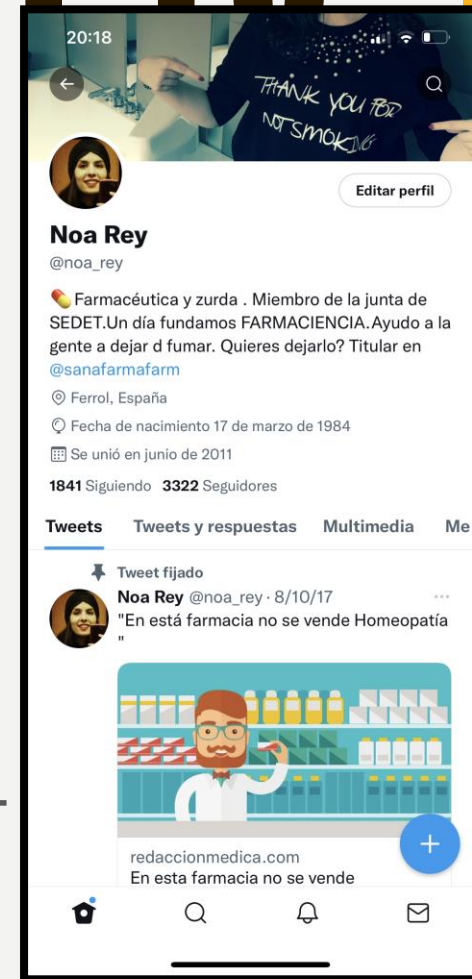 20:18
THANK YOU FOR
NOT SMOKING
Editar perfil
Noa Rey
@noa_rey
💊 Farmacéutica y zurda . Miembro de la junta de
SEDET.Un día fundamos FARMACIENCIA.Ayudo a la
gente a dejar d fumar. Quieres dejarlo? Titular en
@sanafarmafarm
Ferrol, España
Fecha de nacimiento 17 de marzo de 1984
Se unió en junio de 2011
1841 Siguiendo 3322 Seguidores
Tweets Tweets y respuestas Multimedia Me
Tweet fijado
Noa Rey @noa_rey · 8/10/17
"En está farmacia no se vende Homeopatía
"
redaccionmedica.com
En esta farmacia no se vende